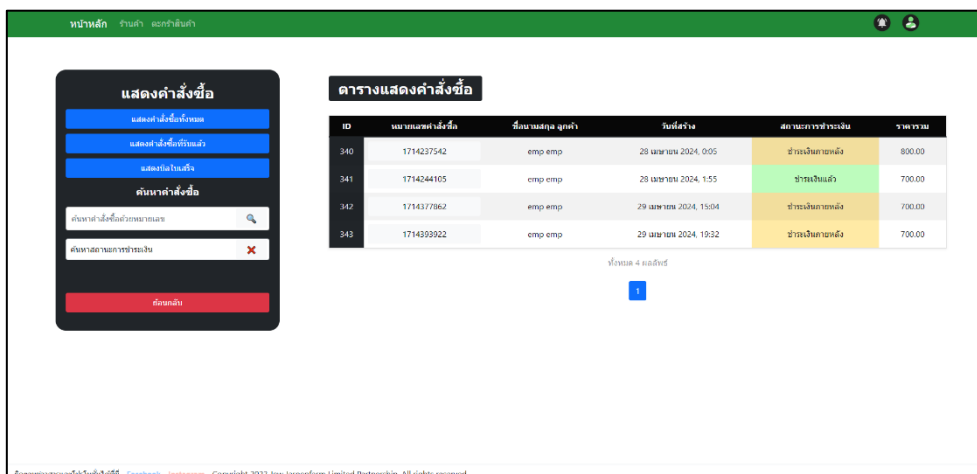 หน้าหลัก ร้านค้า ตะกร้าสินค้า
แสดงคำสั่งซื้อ
แสดงคำสั่งซื้อทั้งหมด
แสดงคำสั่งซื้อที่รับแล้ว
แสดงบิลใบเสร็จ
ค้นหาคำสั่งซื้อ
ค้นหาคำสั่งซื้อด้วยหมายเลข
ค้นหาสถานะการชำระเงิน
ย้อนกลับ
ตารางแสดงคำสั่งซื้อ
ID หมายเลขคำสั่งซื้อ ชื่อนามสกุล ลูกค้า วันที่สร้าง สถานะการชำระเงิน ราคารวม
340 1714237542 emp emp 28 เมษายน 2024, 0:05 ชำระเงินภายหลัง 800.00
341 1714244105 emp emp 28 เมษายน 2024, 1:55 ชำระเงินแล้ว 700.00
342 1714377862 emp emp 29 เมษายน 2024, 15:04 ชำระเงินภายหลัง 700.00
343 1714393922 emp emp 29 เมษายน 2024, 19:32 ชำระเงินภายหลัง 700.00
ทั้งหมด 4 ผลลัพธ์
1
Facebook Instagram Copyright 2022 Limited Partnership. All rights reserved